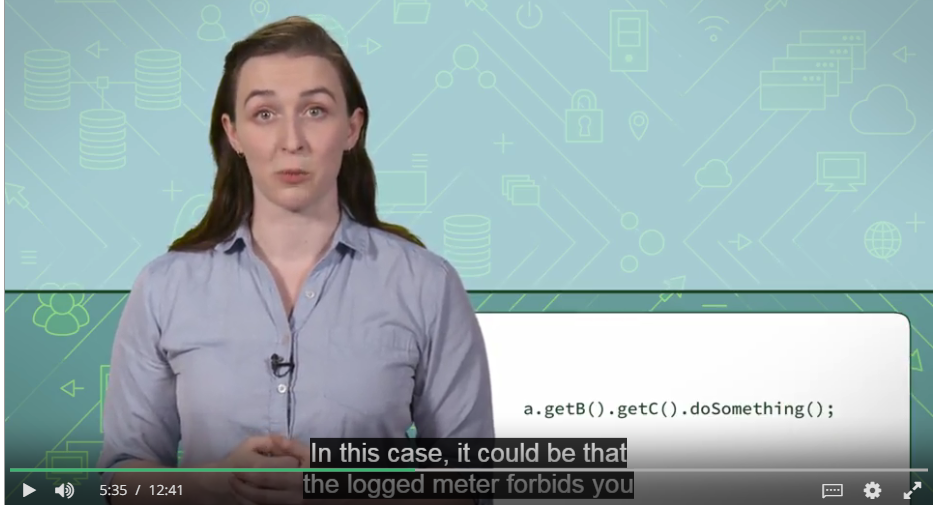 a.getB().getC().doSomething();
In this case, it could be that
the logged meter forbids you
5:35 / 12:41